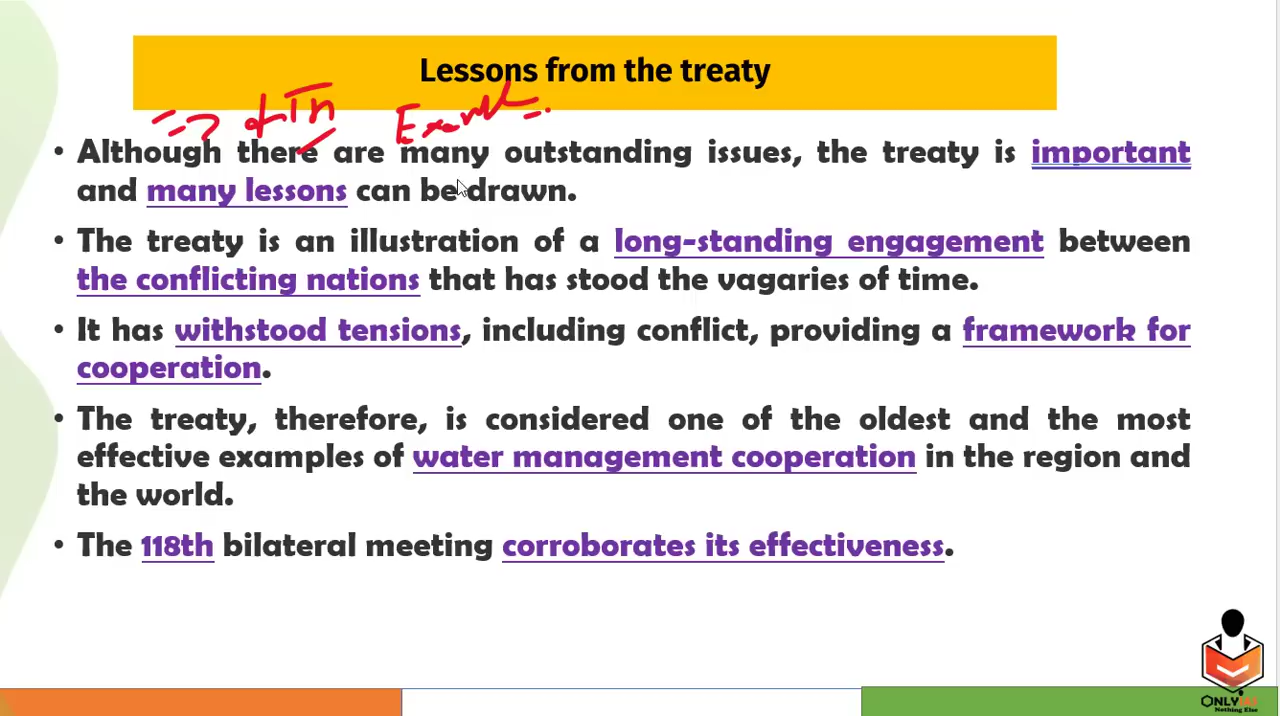 Lessons from the treaty
• Although there are many outstanding issues, the treaty is important
and many lessons can be drawn.
• The treaty is an illustration of a long-standing engagement between
the conflicting nations that has stood the vagaries of time.
• It has withstood tensions, including conflict, providing a framework for
cooperation.
• The treaty, therefore, is considered one of the oldest and the most
effective examples of water management cooperation in the region and
the world.
• The 118th bilateral meeting corroborates its effectiveness.
Nothing Else